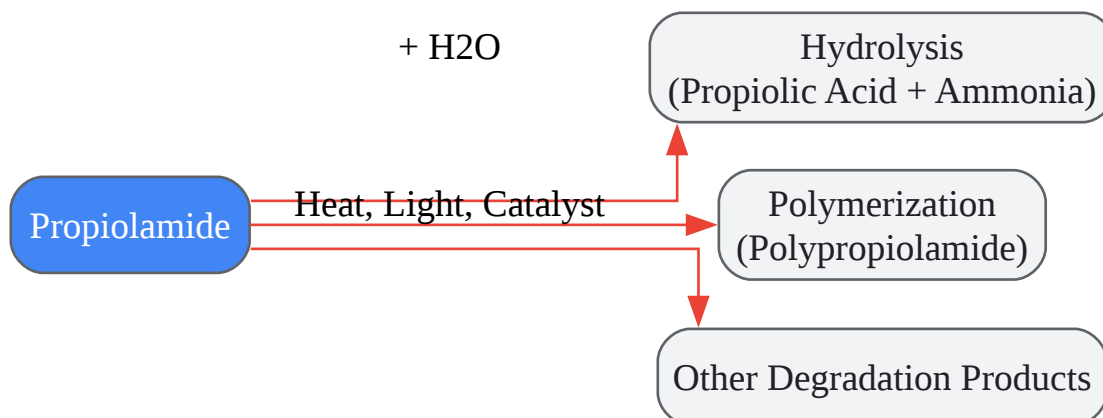 + H2O
Hydrolysis
(Propiolic Acid + Ammonia)
Propiolamide
Heat, Light, Catalyst
Polymerization
(Polypropiolamide)
Other Degradation Products